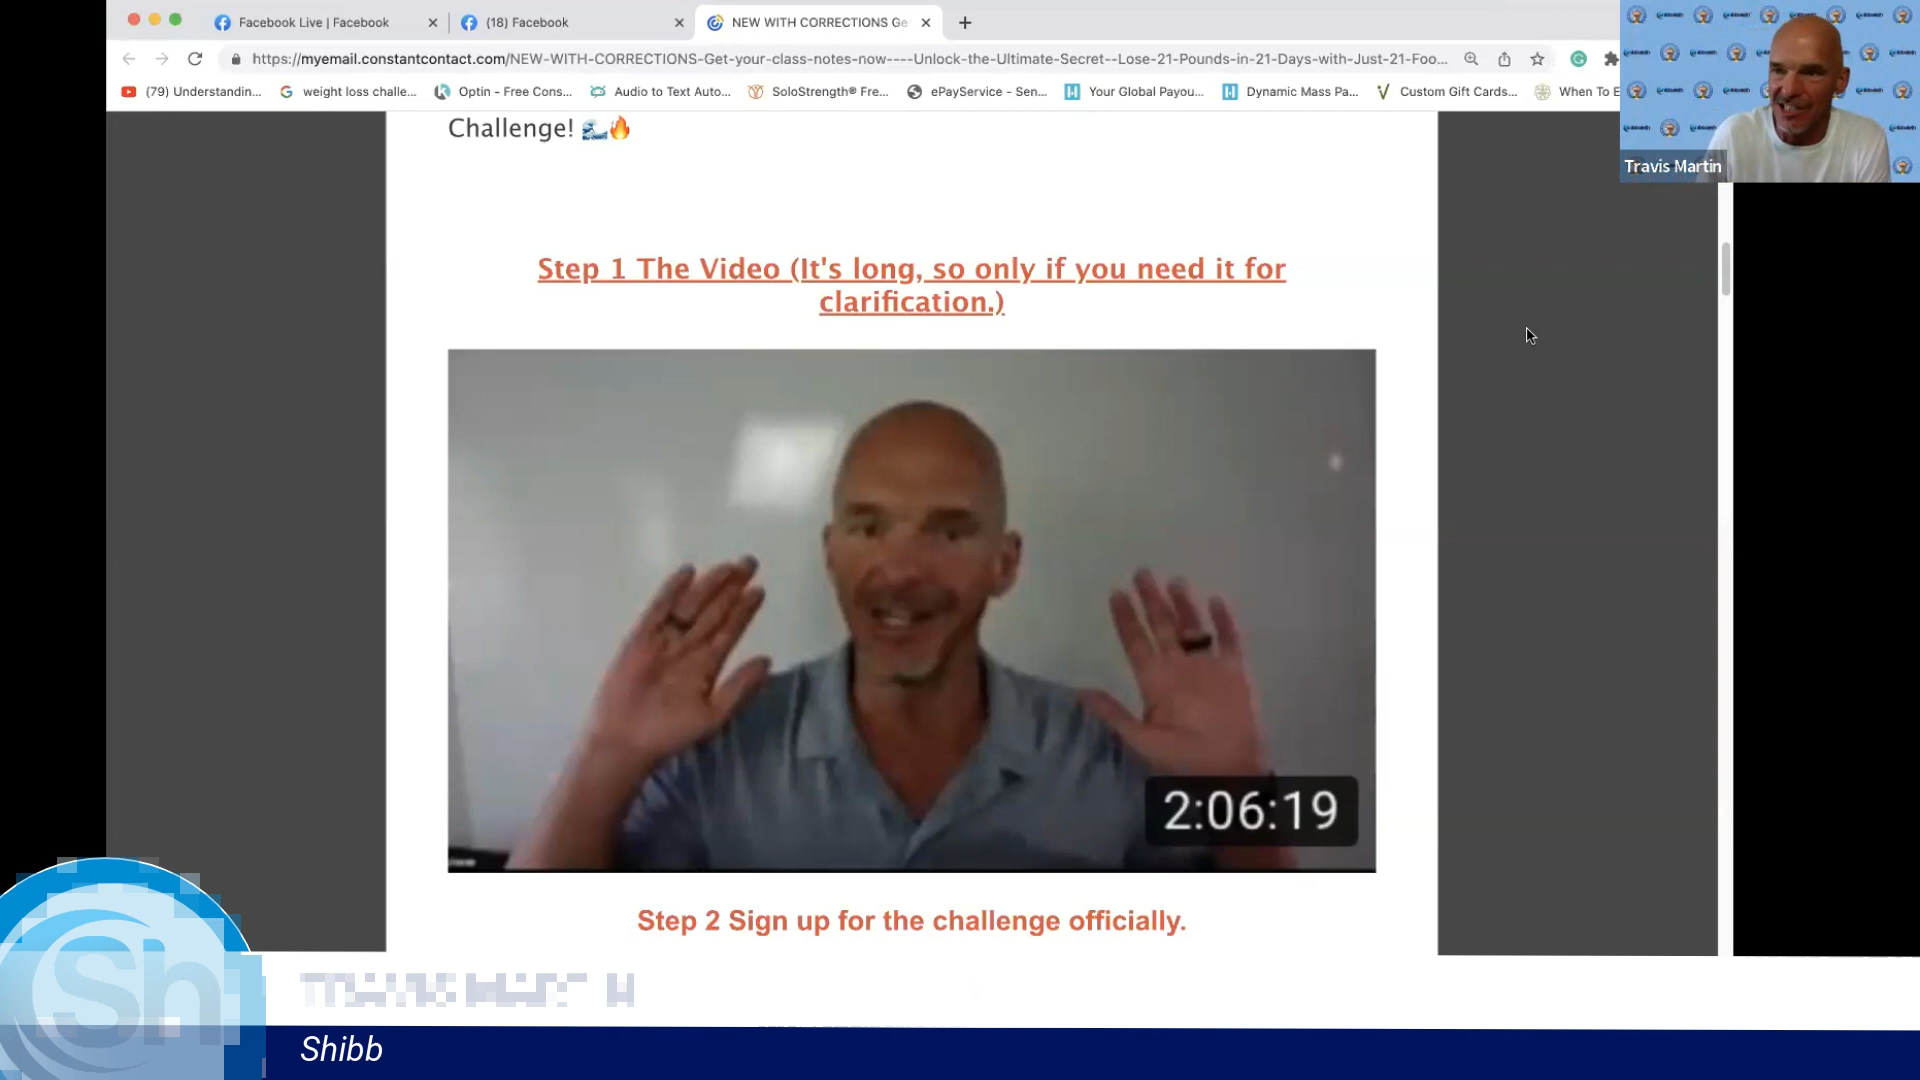 Facebook Live | Facebook
(18) Facebook
NEW WITH CORRECTIONS Ge
https://myemail.constantcontact.com/NEW-WITH-CORRECTIONS-Get-your-class-notes-now----Unlock-the-Ultimate-Secret--Lose-21-Pounds-in-21-Days-with-Just-21-Foo...
(79) Understandin...
weight loss challe...
Optin - Free Cons...
Audio to Text Auto...
SoloStrength® Fre...
ePayService - Sen...
Your Global Payou...
Dynamic Mass Pa...
Custom Gift Cards...
When To E
Travis Martin
Challenge! 🌊🔥
Step 1 The Video (It's long, so only if you need it for
clarification.)
2:06:19
Step 2 Sign up for the challenge officially.
Sh
Shibb